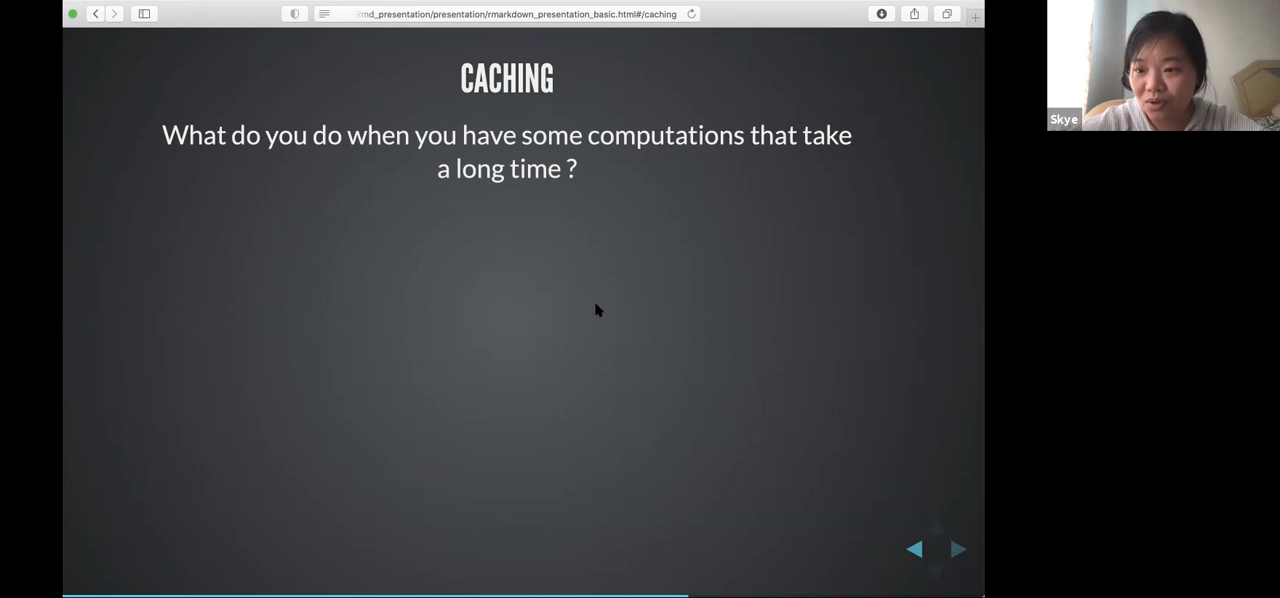 Rmd_presentation/presentation/rmarkdown_presentation_basic.html#/caching
CACHING
What do you do when you have some computations that take
a long time ?
Skye